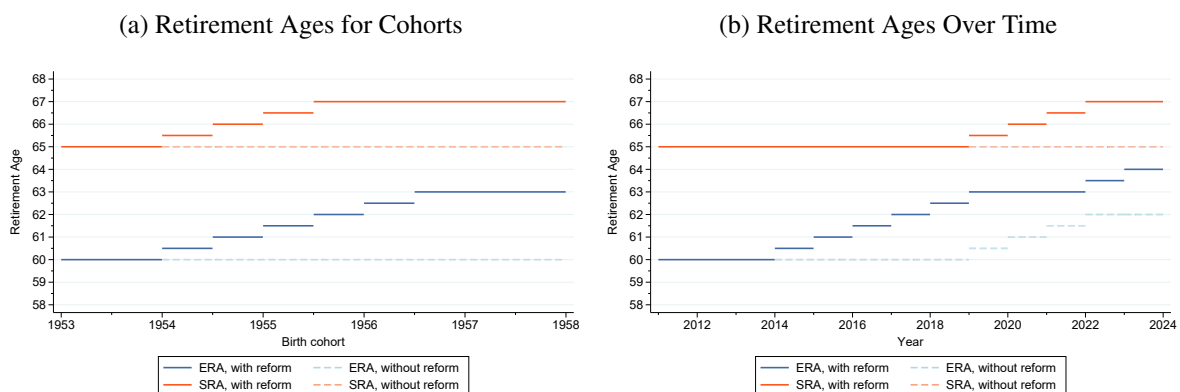 (a) Retirement Ages for Cohorts
68
67
66
65
64
63
62
61
60
59
58
Retirement Age
1953 1954 1955 1956 1957 1958
Birth cohort
ERA, with reform ERA, without reform
SRA, with reform SRA, without reform
(b) Retirement Ages Over Time
68
67
66
65
64
63
62
61
60
59
58
Retirement Age
2012 2014 2016 2018 2020 2022 2024
Year
ERA, with reform ERA, without reform
SRA, with reform SRA, without reform